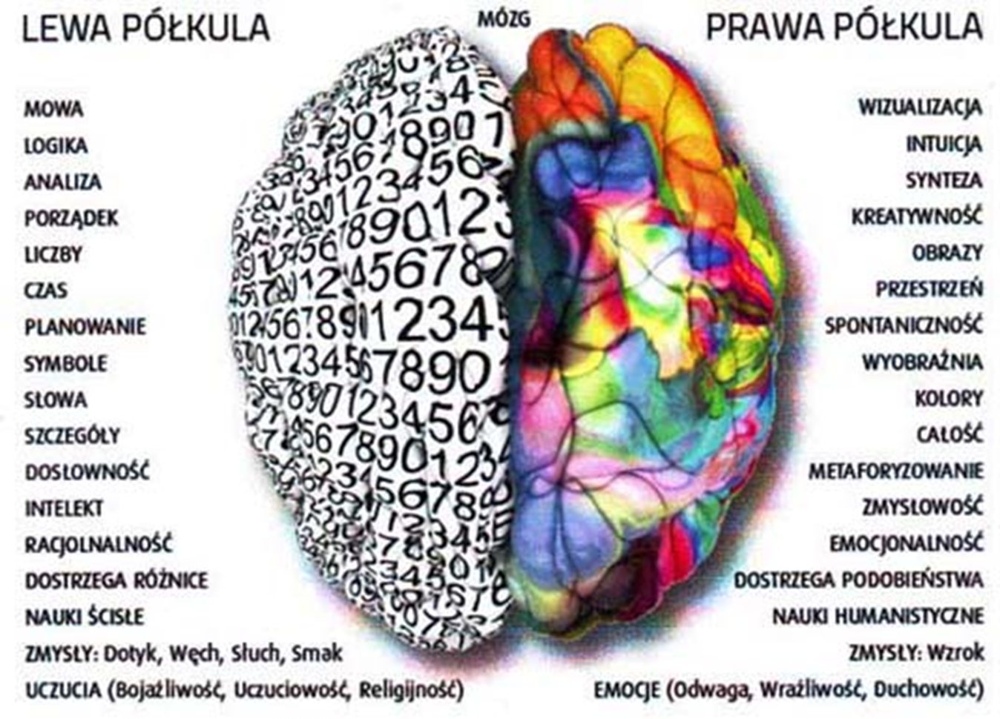 LEWA PÓŁKULA
MÓZG
PRAWA PÓŁKULA
MOWA
LOGIKA
ANALIZA
PORZĄDEK
LICZBY
CZAS
PLANOWANIE
SYMBOLE
SŁOWA
SZCZEGÓŁY
DOSŁOWNOŚĆ
INTELEKT
RACJOLNALNOŚĆ
DOSTRZEGA RÓŻNICE
NAUKI ŚCISŁE
ZMYSŁY: Dotyk, Węch, Słuch, Smak
UCZUCIA (Bojaźliwość, Uczuciowość, Religijność)
WIZUALIZACJA
INTUICJA
SYNTEZA
KREATYWNOŚĆ
OBRAZY
PRZESTRZEŃ
SPONTANICZNOŚĆ
WYOBRAŹNIA
KOLORY
CAŁOŚĆ
METAFORYZOWANIE
ZMYSŁOWOŚĆ
EMOCJONALNOŚĆ
DOSTRZEGA PODOBIEŃSTWA
NAUKI HUMANISTYCZNE
ZMYSŁY: Wzrok
EMOCJE (Odwaga, Wrażliwość, Duchowość)